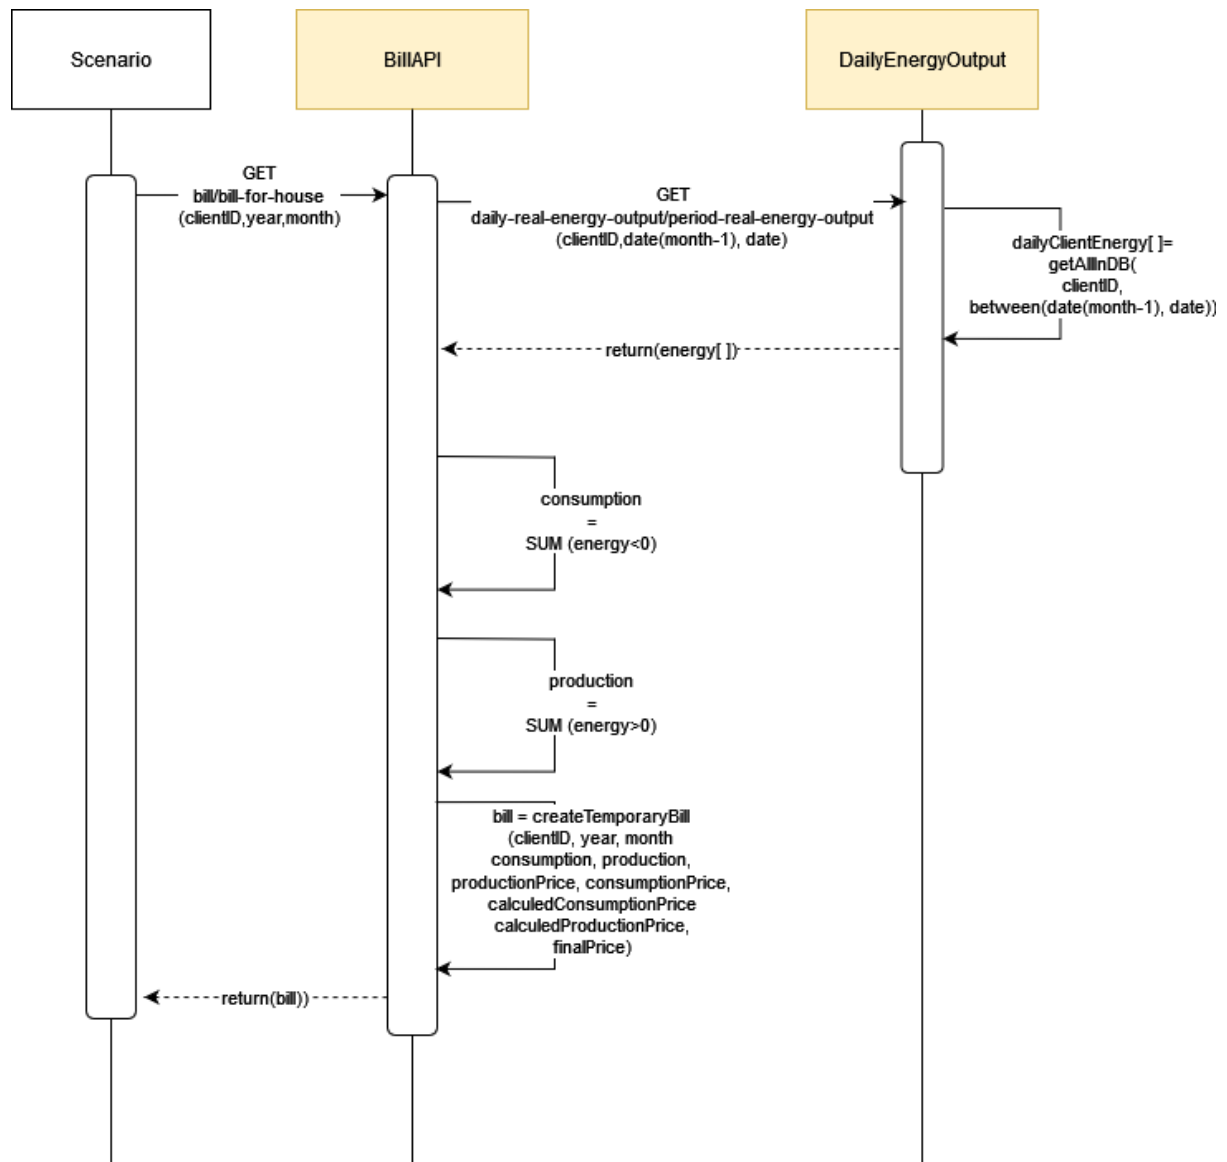 Scenario
BillAPI
DailyEnergyOutput
GET
bill/bill-for-house
(clientID,year,month)
GET
daily-real-energy-output/period-real-energy-output
(clientID,date(month-1), date)
dailyClientEnergy[ ]=
getAllInDB(
clientID,
between(date(month-1), date))
return(energy[ ])
consumption
=
SUM (energy<0)
production
=
SUM (energy>0)
bill = createTemporaryBill
(clientID, year, month
consumption, production,
productionPrice, consumptionPrice,
calculedConsumptionPrice
calculedProductionPrice,
finalPrice)
return(bill))